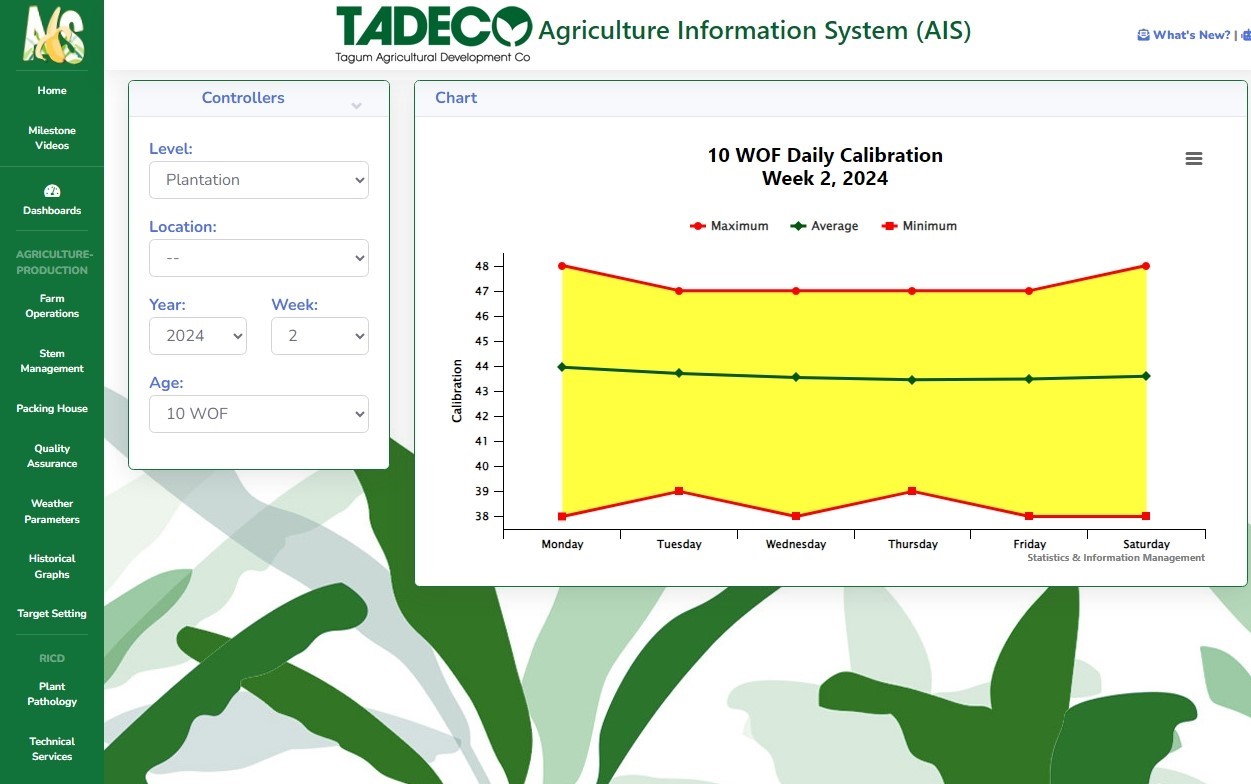 AIS
TADECO
Tagum Agricultural Development Co
Agriculture Information System (AIS)
What's New? |
Home
Milestone
Videos
Dashboards
AGRICULTURE-
PRODUCTION
Farm
Operations
Stem
Management
Packing House
Quality
Assurance
Weather
Parameters
Historical
Graphs
Target Setting
RICD
Plant
Pathology
Technical
Services
Controllers
Level:
Plantation
Location:
--
Year:
Week:
2024
2
Age:
10 WOF
Chart
10 WOF Daily Calibration
Week 2, 2024
Maximum
Average
Minimum
Calibration
48
47
46
45
44
43
42
41
40
39
38
Monday
Tuesday
Wednesday
Thursday
Friday
Saturday
Statistics & Information Management